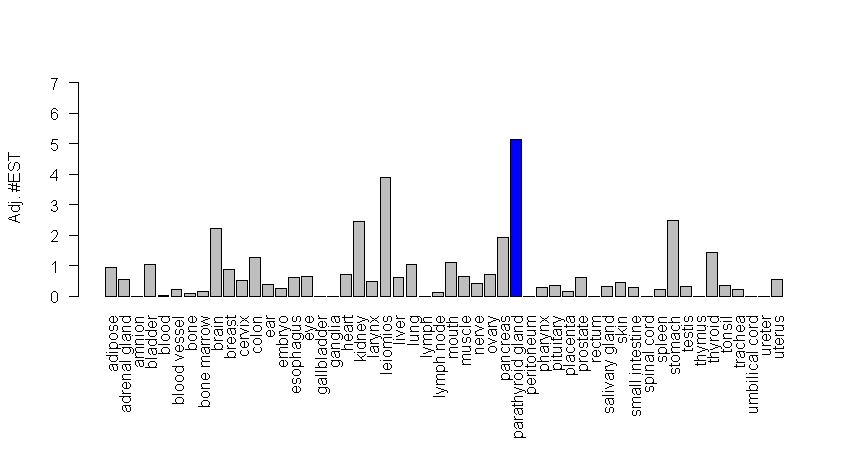 7
6
5
4
3
2
1
0
Adj. #EST
adipose
adrenal gland
amnion
bladder
blood
blood vessel
bone
bone marrow
brain
breast
cervix
colon
ear
embryo
esophagus
eye
gallbladder
ganglia
heart
kidney
larynx
leiomios
liver
lung
lymph
lymph node
mouth
muscle
nerve
ovary
pancreas
parathyroid gland
peritoneum
pharynx
pituitary
placenta
prostate
rectum
salivary gland
skin
small intestine
spinal cord
spleen
stomach
testis
thymus
thyroid
tonsil
trachea
umbilical cord
ureter
uterus